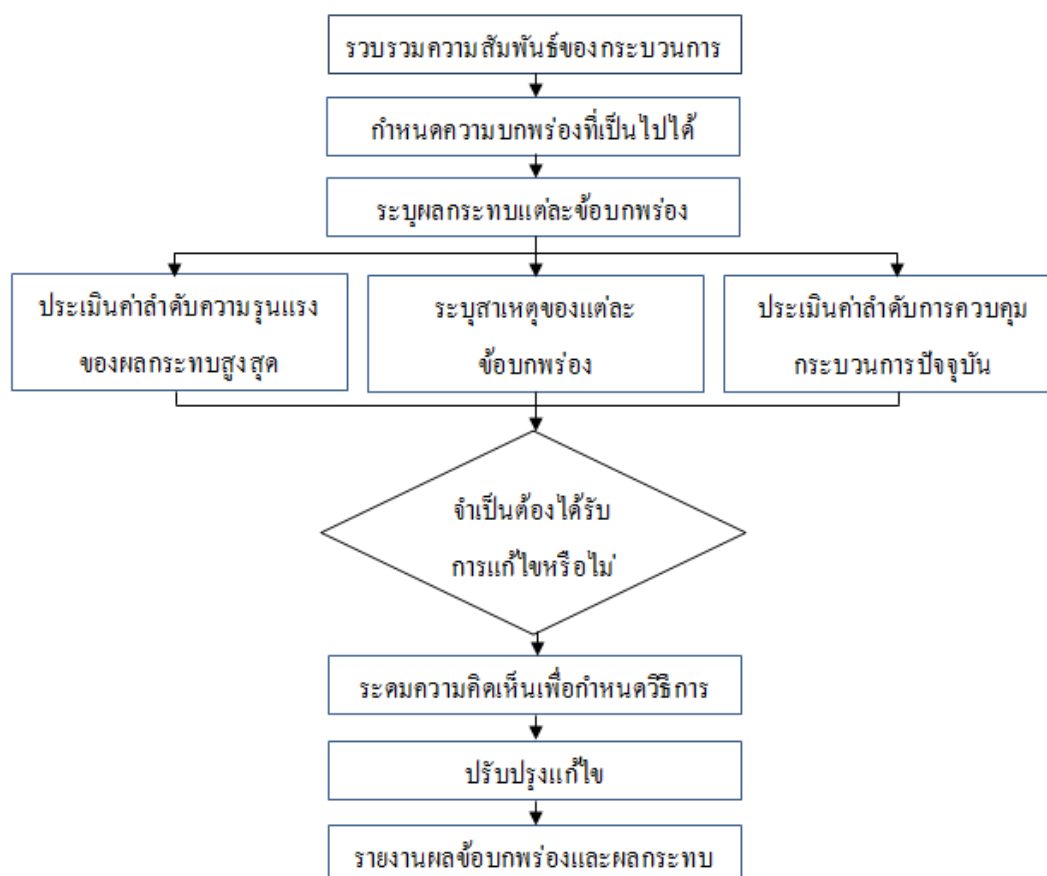 รวบรวมความสัมพันธ์ของกระบวนการ
กำหนดความบกพร่องที่เป็นไปได้
ระบุผลกระทบแต่ละข้อบกพร่อง
ประเมินค่าลำดับความรุนแรง
ของผลกระทบสูงสุด
ระบุสาเหตุของแต่ละ
ข้อบกพร่อง
ประเมินค่าลำดับการควบคุม
กระบวนการปัจจุบัน
จำเป็นต้องได้รับ
การแก้ไขหรือไม่
ระดมความคิดเห็นเพื่อกำหนดวิธีการ
ปรับปรุงแก้ไข
รายงานผลข้อบกพร่องและผลกระทบ